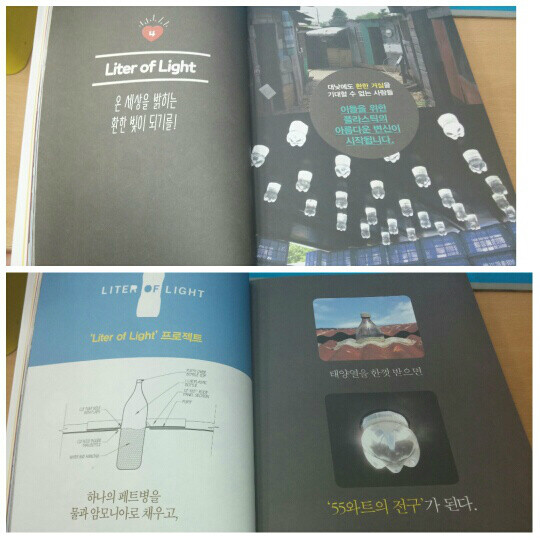 4
Liter of Light
온 세상을 밝히는
환한 빛이 되기를!
대낮에도 환한 거실을
기대할 수 없는 사람들
이들을 위한
플라스틱의
아름다운 변신이
시작됩니다.
LITER OF LIGHT
'Liter of Light' 프로젝트
하나의 페트병을
물과 암모니아로 채우고,
태양열을 한껏 받으면
'55와트의 전구'가 된다.